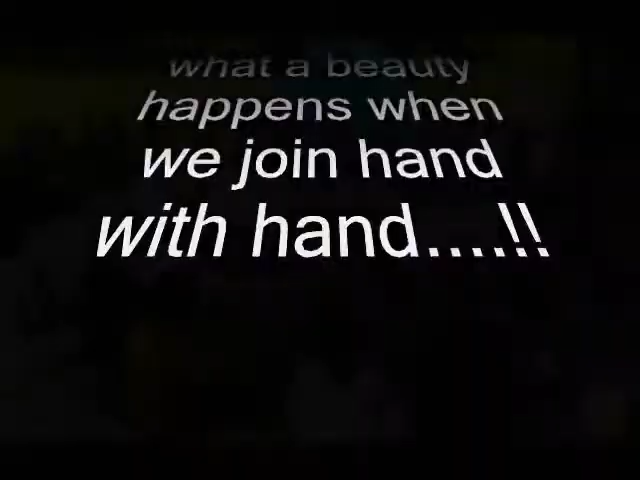 what a beauty
happens when
we join hand
with hand....!!